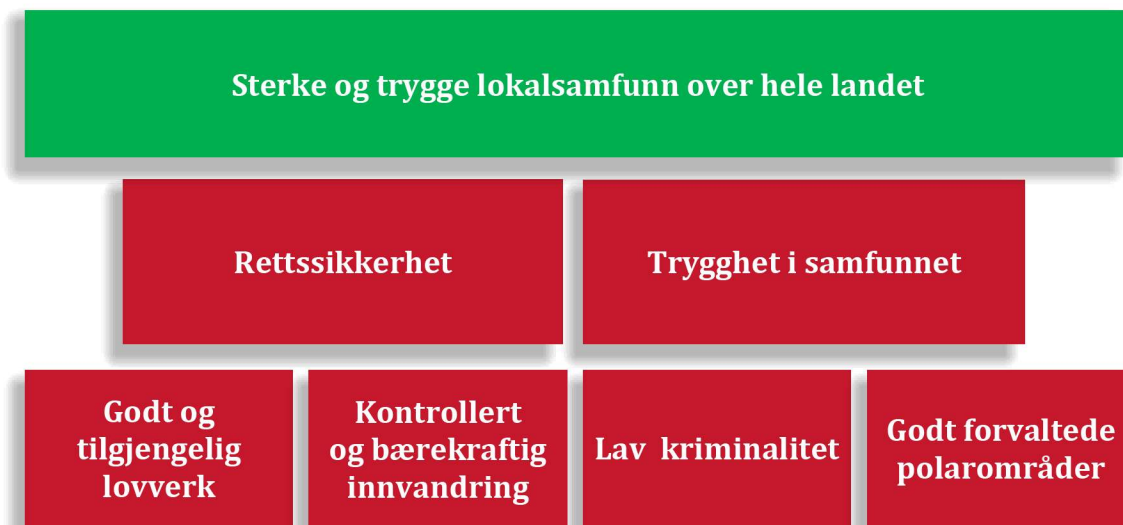 Sterke og trygge lokalsamfunn over hele landet
Rettssikkerhet
Trygghet i samfunnet
Godt og
tilgjengelig
lovverk
Kontrollert
og bærekraftig
innvandring
Lav kriminalitet
Godt forvaltede
polarområder